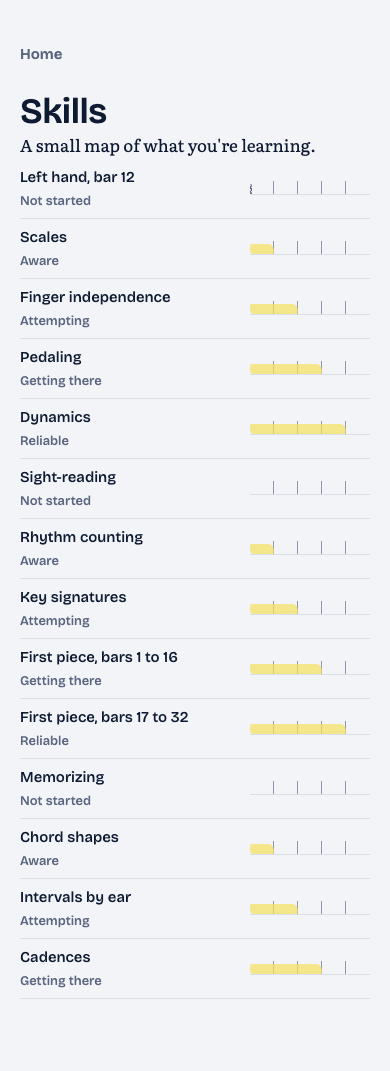 Home
Skills
A small map of what you're learning.
Left hand, bar 12
Not started
Scales
Aware
Finger independence
Attempting
Pedaling
Getting there
Dynamics
Reliable
Sight-reading
Not started
Rhythm counting
Aware
Key signatures
Attempting
First piece, bars 1 to 16
Getting there
First piece, bars 17 to 32
Reliable
Memorizing
Not started
Chord shapes
Aware
Intervals by ear
Attempting
Cadences
Getting there